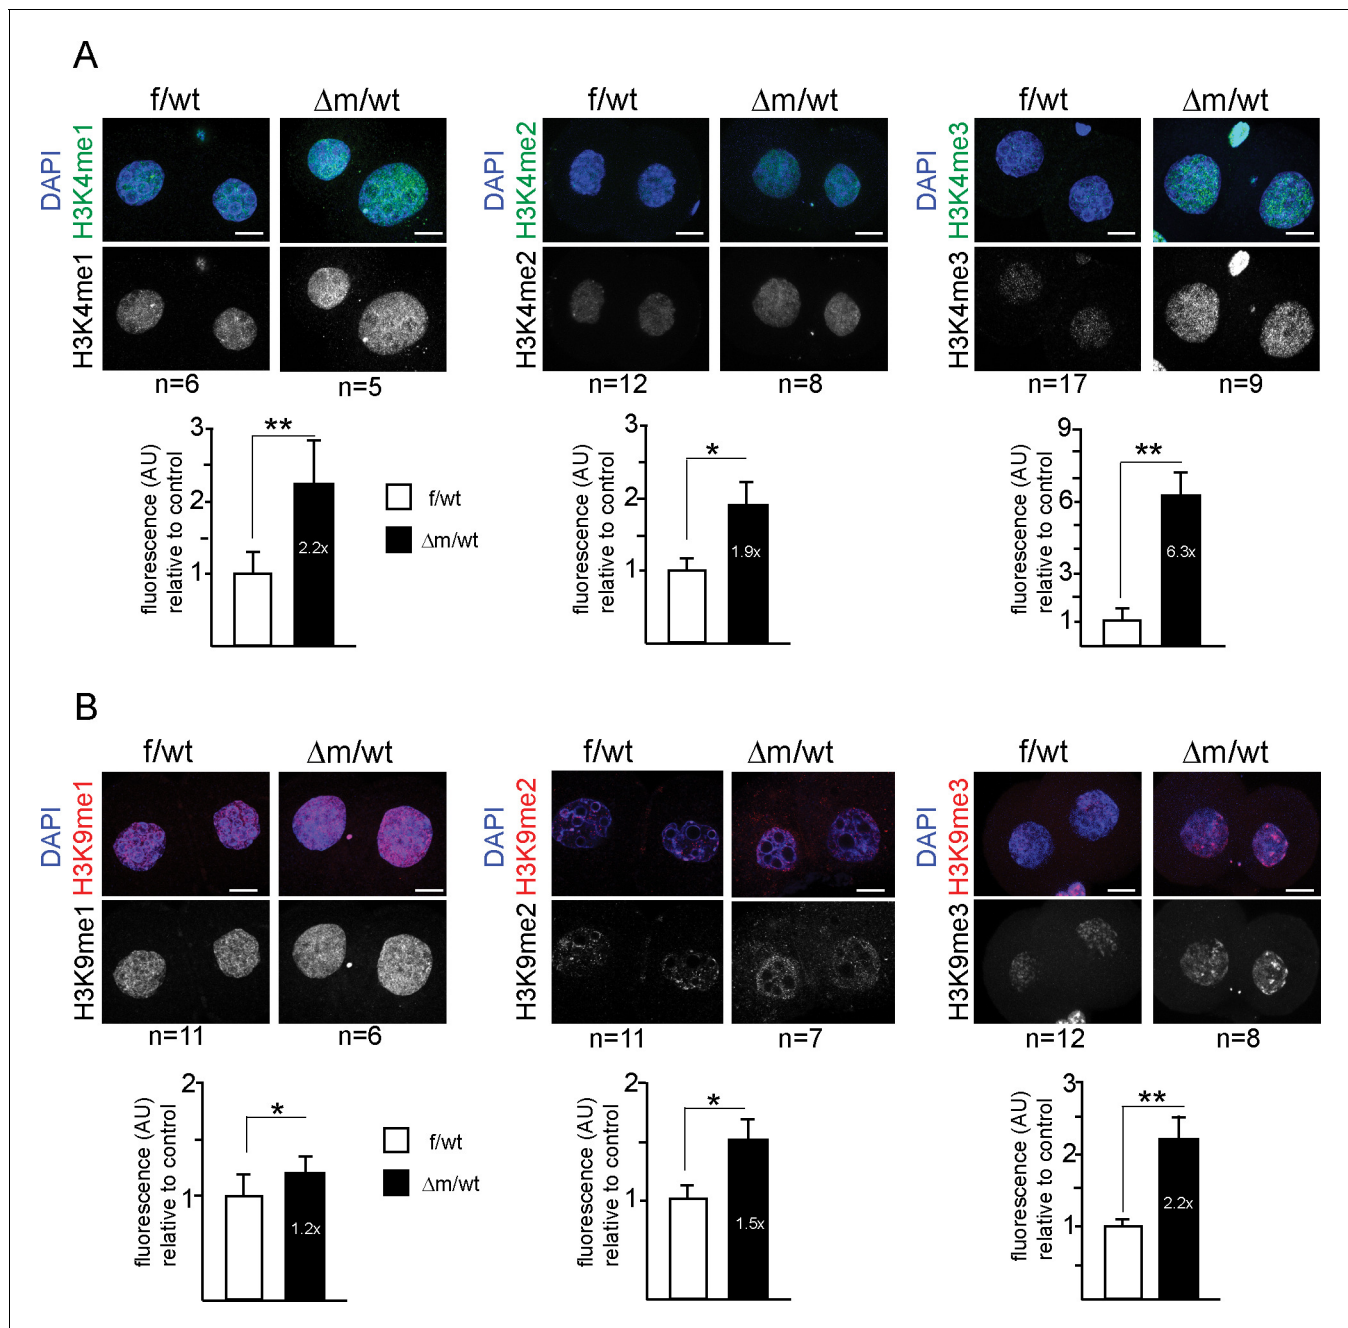 A
f/wt
Δm/wt
f/wt
Δm/wt
f/wt
Δm/wt
DAPI
H3K4me1
DAPI
H3K4me2
DAPI
H3K4me3
H3K4me1
H3K4me2
H3K4me3
n=6
n=5
n=12
n=8
n=17
n=9
fluorescence (AU)
relative to control
3
2
1
**
2.2x
f/wt
Δm/wt
fluorescence (AU)
relative to control
3
2
1
*
1.9x
fluorescence (AU)
relative to control
9
6
3
1
**
6.3x
B
f/wt
Δm/wt
f/wt
Δm/wt
f/wt
Δm/wt
DAPI
H3K9me1
DAPI
H3K9me2
DAPI
H3K9me3
H3K9me1
H3K9me2
H3K9me3
n=11
n=6
n=11
n=7
n=12
n=8
fluorescence (AU)
relative to control
2
1
*
1.2x
f/wt
Δm/wt
fluorescence (AU)
relative to control
2
1
*
1.5x
fluorescence (AU)
relative to control
3
2
1
**
2.2x